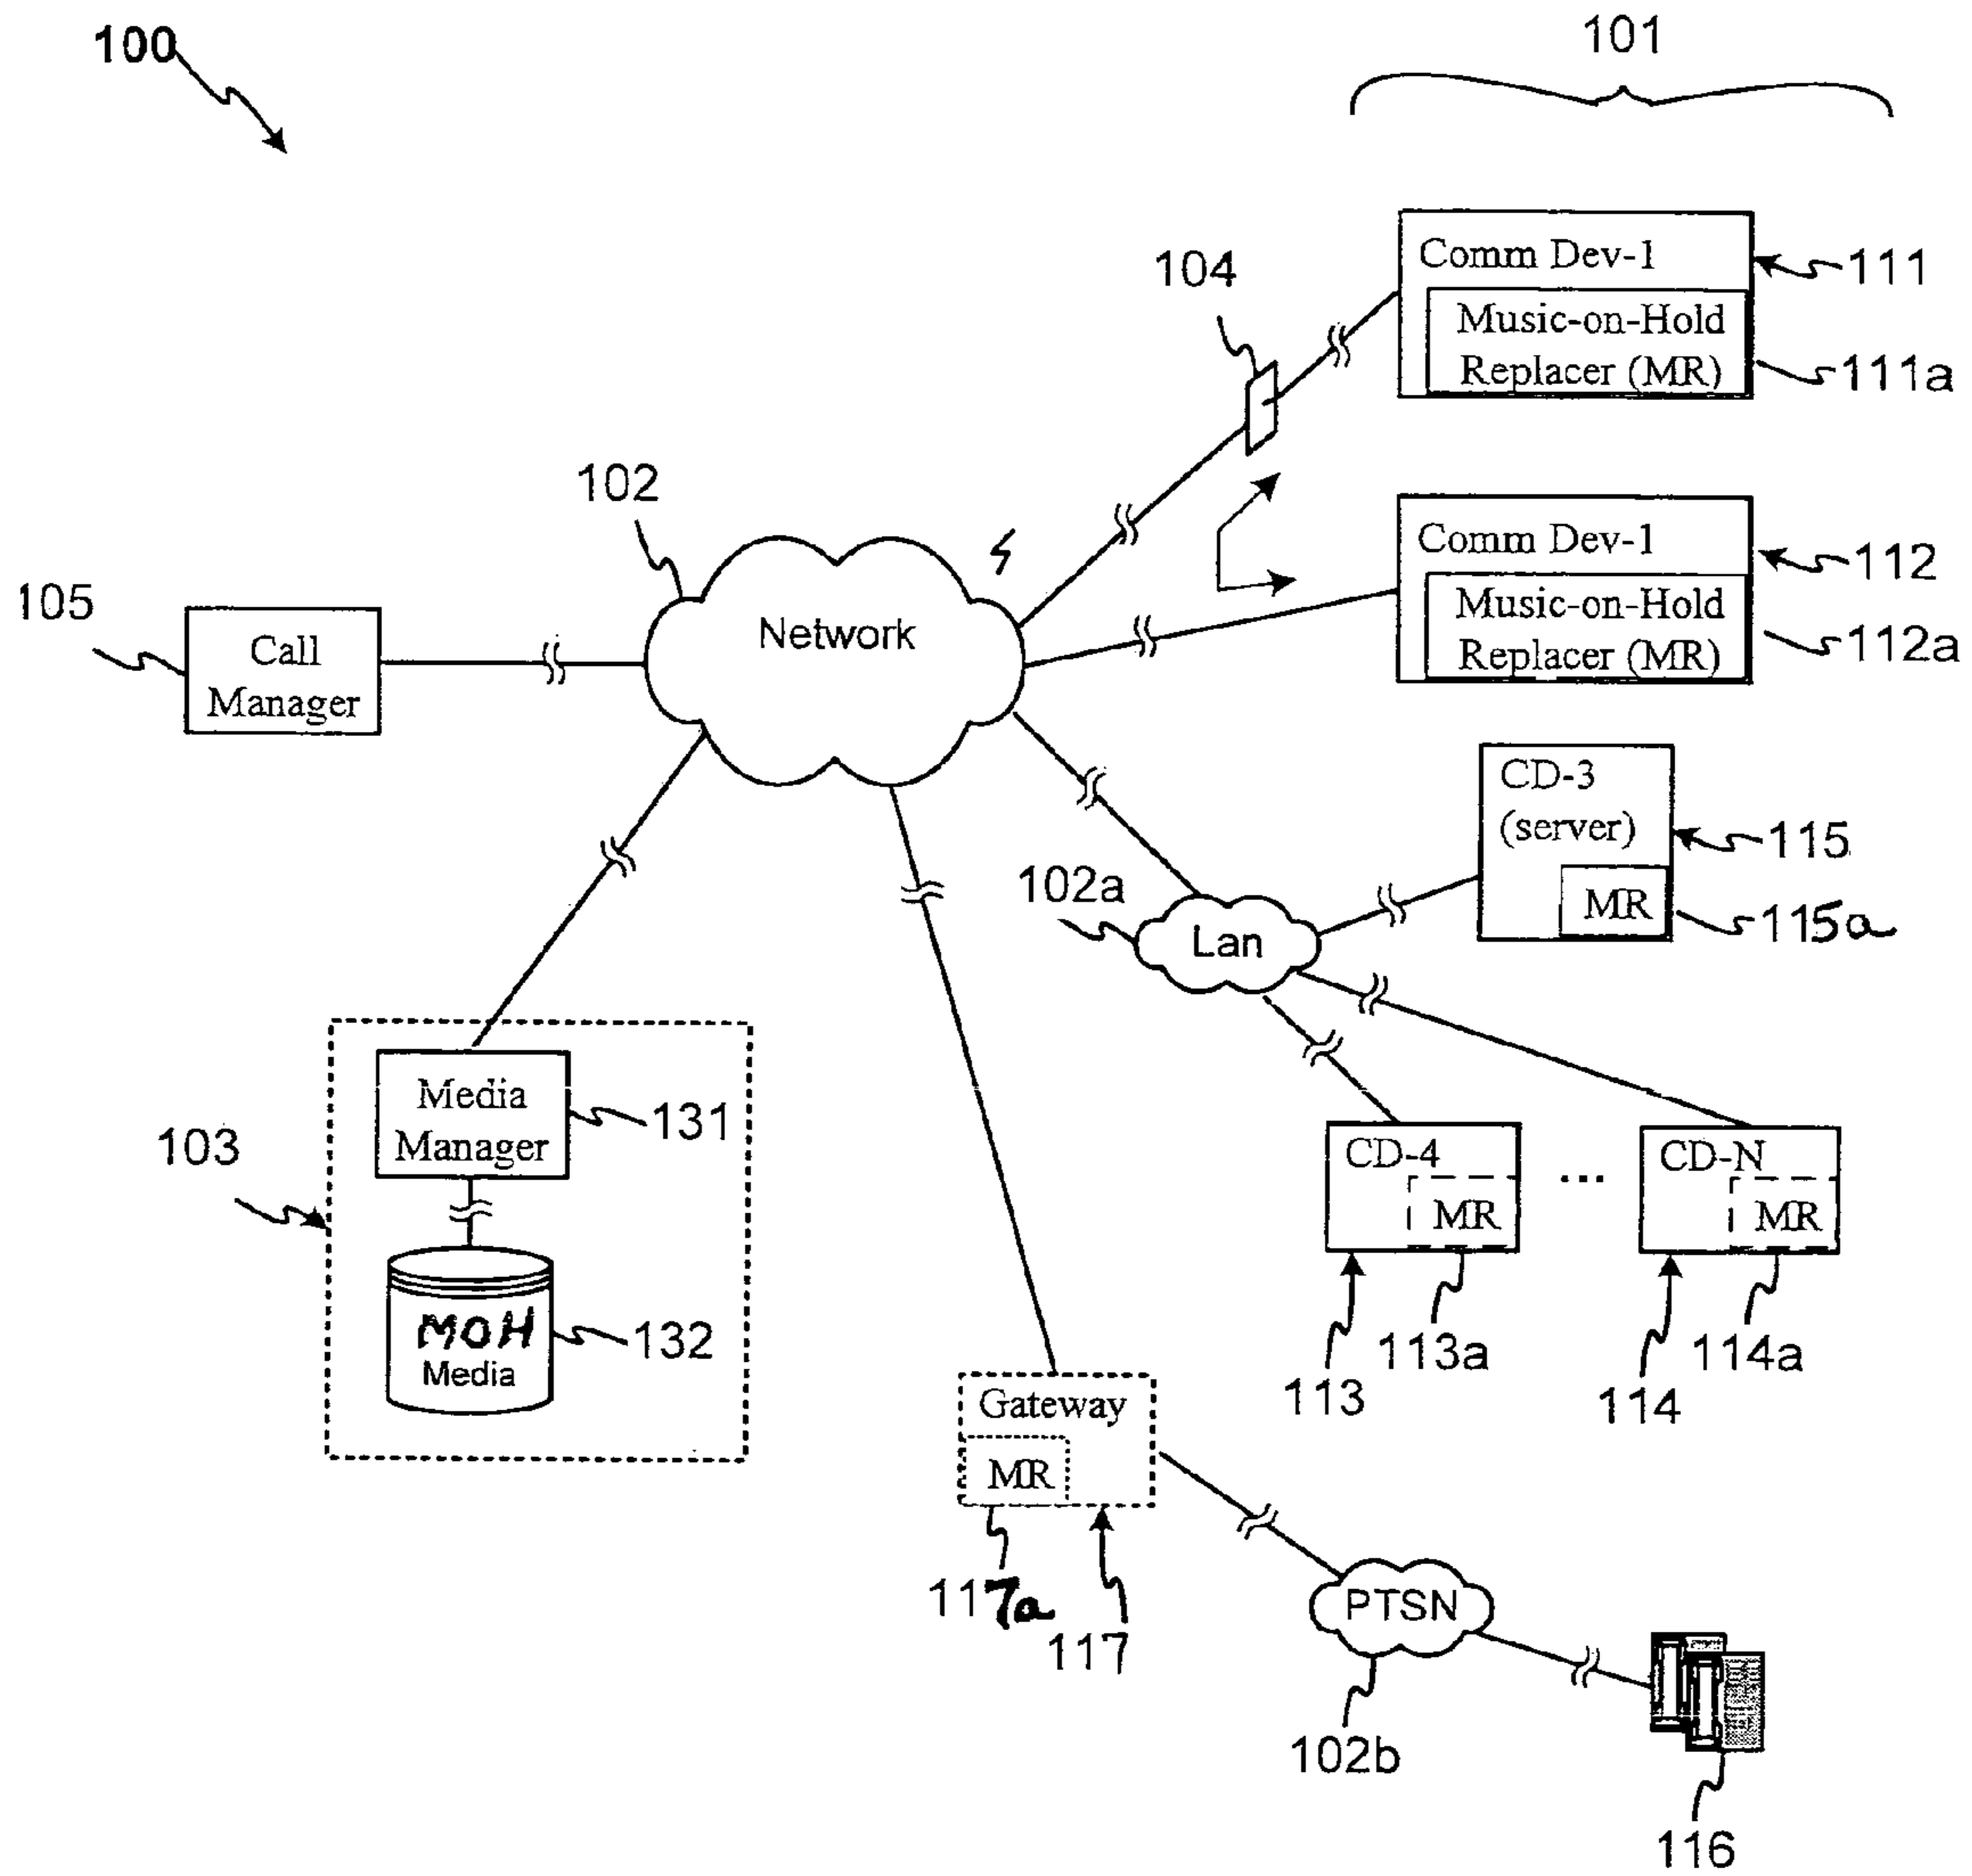 100
101
Comm Dev-1
111
104
Music-on-Hold
Replacer (MR)
111a
102
Comm Dev-1
112
105
Call
Manager
Network
Music-on-Hold
Replacer (MR)
112a
CD-3
(server)
115
102a
MR
115a
Lan
Media
Manager
131
103
CD-4
MR
...
CD-N
MR
MOH
Media
132
113a
114a
113
114
Gateway
MR
117a
117
PTSN
102b
116